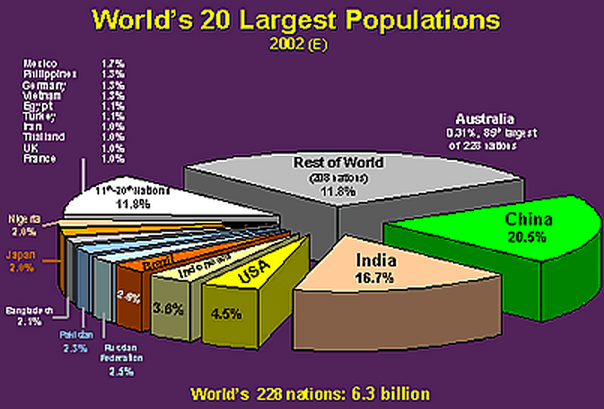 World's 20 Largest Populations
2002 (E)
Mexico 1.7%
Philippines 1.3%
Germany 1.3%
Vietnam 1.3%
Egypt 1.1%
Turkey 1.1%
Iran 1.0%
Thailand 1.0%
UK 1.0%
France 1.0%
Australia
0.31%, 89th largest
of 228 nations
Rest of World
(208 nations)
11.8%
11th-20th Nations
11.8%
China
20.5%
India
16.7%
USA
4.5%
Indonesia
3.6%
Brazil
2.8%
Nigeria
2.0%
Japan
2.0%
Bangladesh
2.1%
Pakistan
2.3%
Russian
Federation
2.5%
World's 228 nations: 6.3 billion